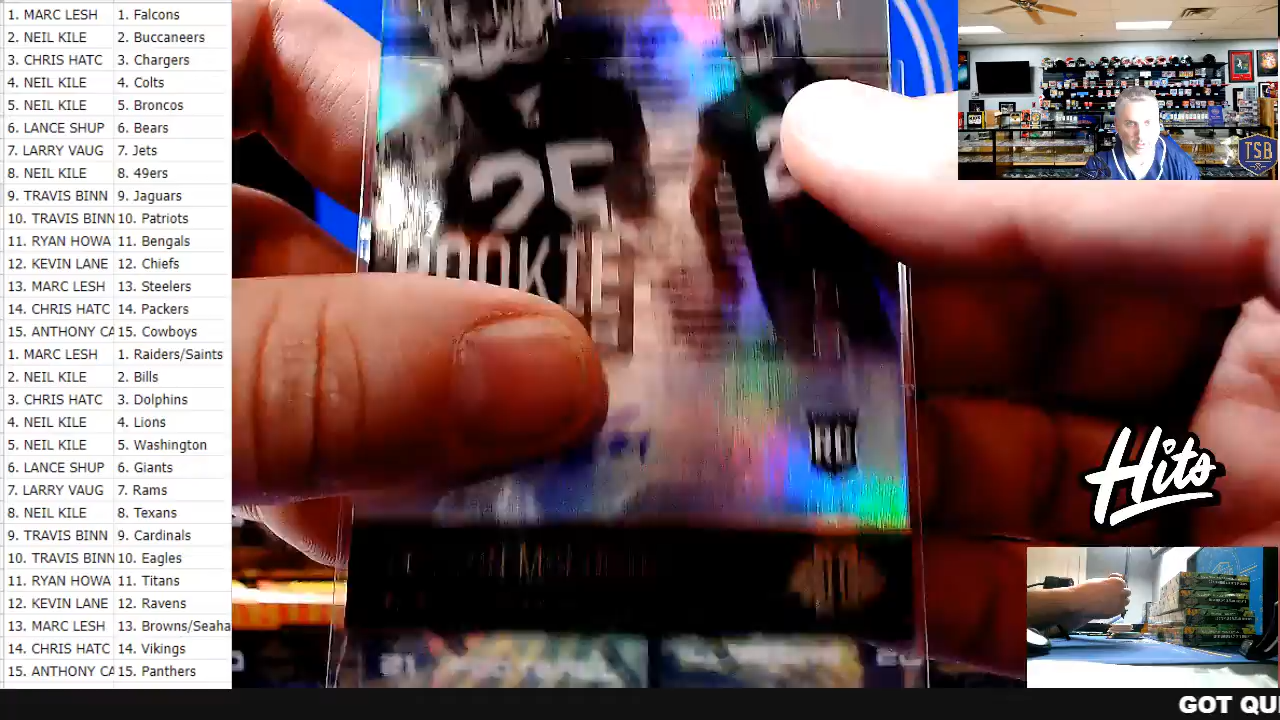 1. MARC LESH 1. Falcons
2. NEIL KILE 2. Buccaneers
3. CHRIS HATC 3. Chargers
4. NEIL KILE 4. Colts
5. NEIL KILE 5. Broncos
6. LANCE SHUP 6. Bears
7. LARRY VAUG 7. Jets
8. NEIL KILE 8. 49ers
9. TRAVIS BINN 9. Jaguars
10. TRAVIS BINN 10. Patriots
11. RYAN HOWA 11. Bengals
12. KEVIN LANE 12. Chiefs
13. MARC LESH 13. Steelers
14. CHRIS HATC 14. Packers
15. ANTHONY CA 15. Cowboys
1. MARC LESH 1. Raiders/Saints
2. NEIL KILE 2. Bills
3. CHRIS HATC 3. Dolphins
4. NEIL KILE 4. Lions
5. NEIL KILE 5. Washington
6. LANCE SHUP 6. Giants
7. LARRY VAUG 7. Rams
8. NEIL KILE 8. Texans
9. TRAVIS BINN 9. Cardinals
10. TRAVIS BINN 10. Eagles
11. RYAN HOWA 11. Titans
12. KEVIN LANE 12. Ravens
13. MARC LESH 13. Browns/Seaha
14. CHRIS HATC 14. Vikings
15. ANTHONY CA 15. Panthers
25
ROOKIE
TSB
Hits
GOT QU